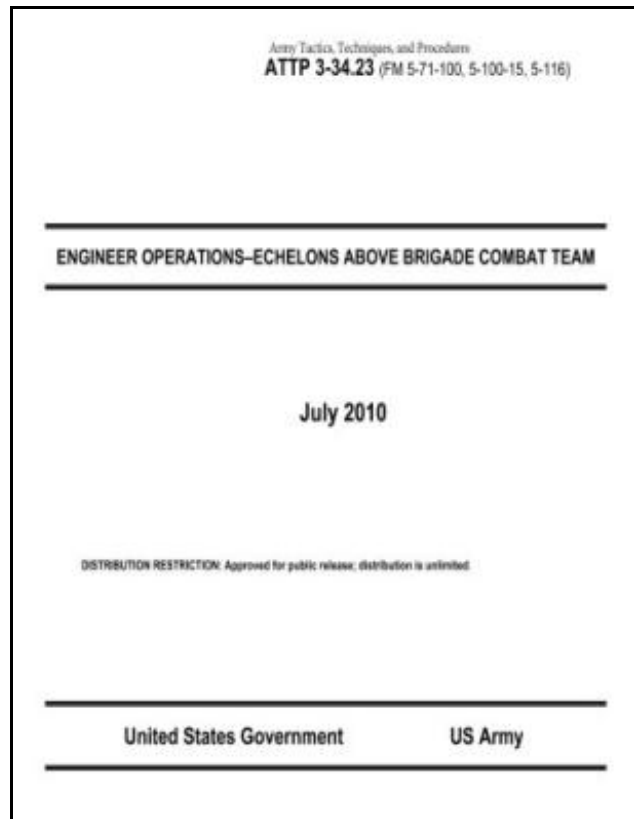 Army Tactics, Techniques, and Procedures
ATTP 3-34.23 (FM 5-71-100, 5-100-15, 5-116)
ENGINEER OPERATIONS–ECHELONS ABOVE BRIGADE COMBAT TEAM
July 2010
DISTRIBUTION RESTRICTION: Approved for public release; distribution is unlimited.
United States Government US Army